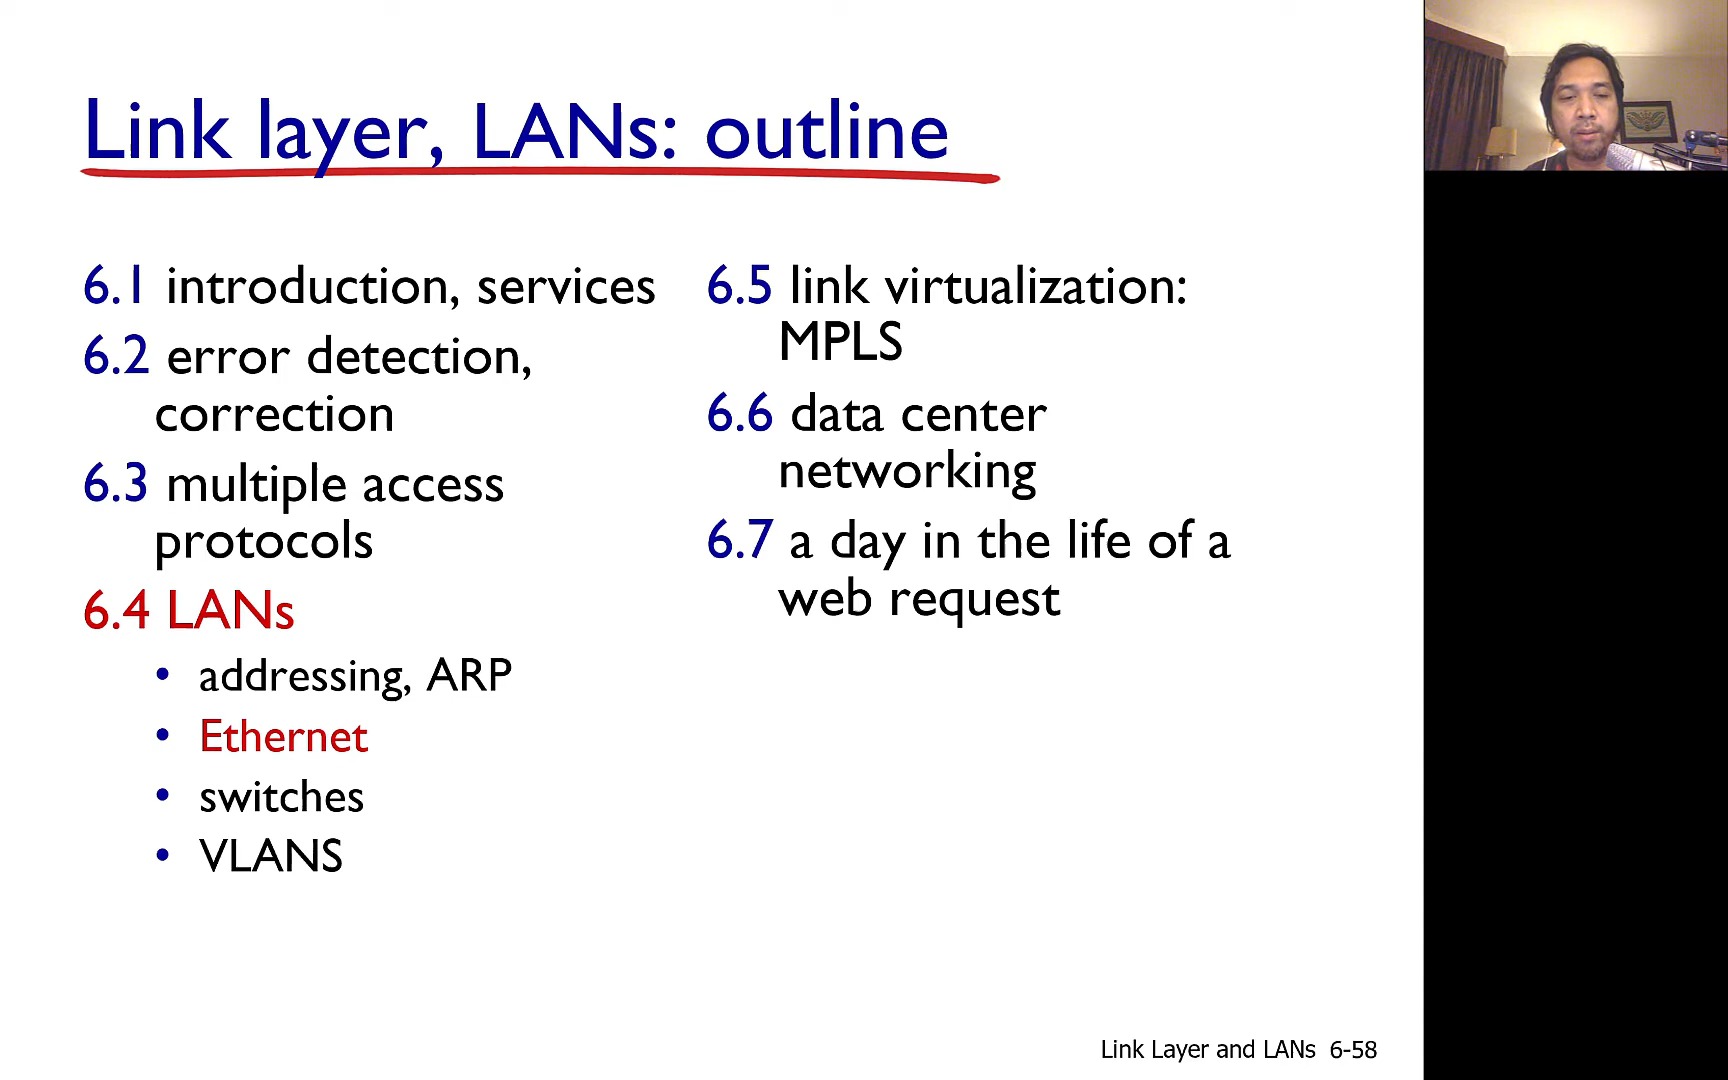 Link layer, LANs: outline
6.1 introduction, services
6.2 error detection,
correction
6.3 multiple access
protocols
6.4 LANs
• addressing, ARP
• Ethernet
• switches
• VLANS
6.5 link virtualization:
MPLS
6.6 data center
networking
6.7 a day in the life of a
web request
Link Layer and LANs 6-58